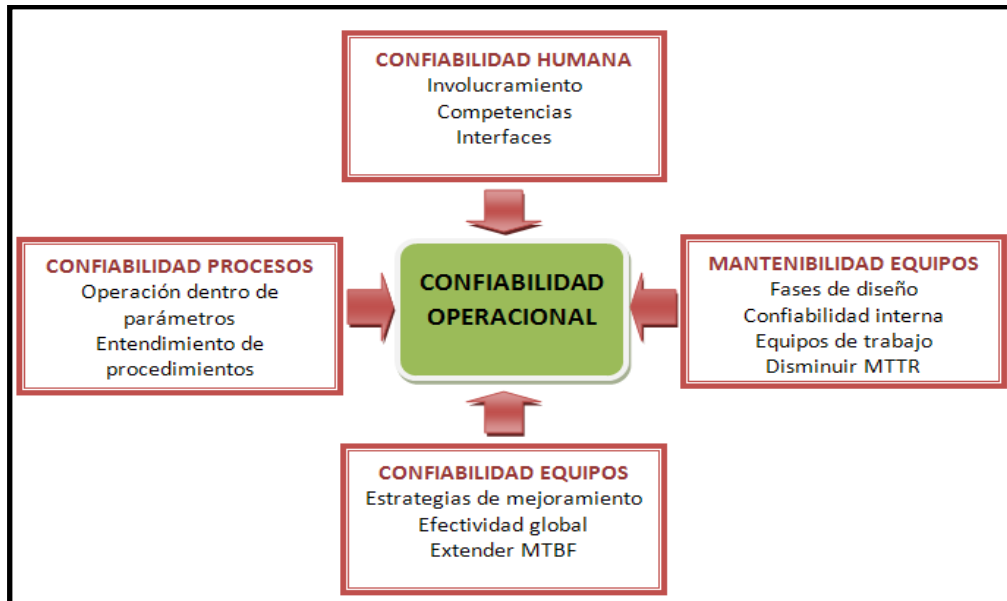 CONFIABILIDAD HUMANA
Involucramiento
Competencias
Interfaces
CONFIABILIDAD PROCESOS
Operación dentro de
parámetros
Entendimiento de
procedimientos
CONFIABILIDAD
OPERACIONAL
MANTENIBILIDAD EQUIPOS
Fases de diseño
Confiabilidad interna
Equipos de trabajo
Disminuir MTTR
CONFIABILIDAD EQUIPOS
Estrategias de mejoramiento
Efectividad global
Extender MTBF